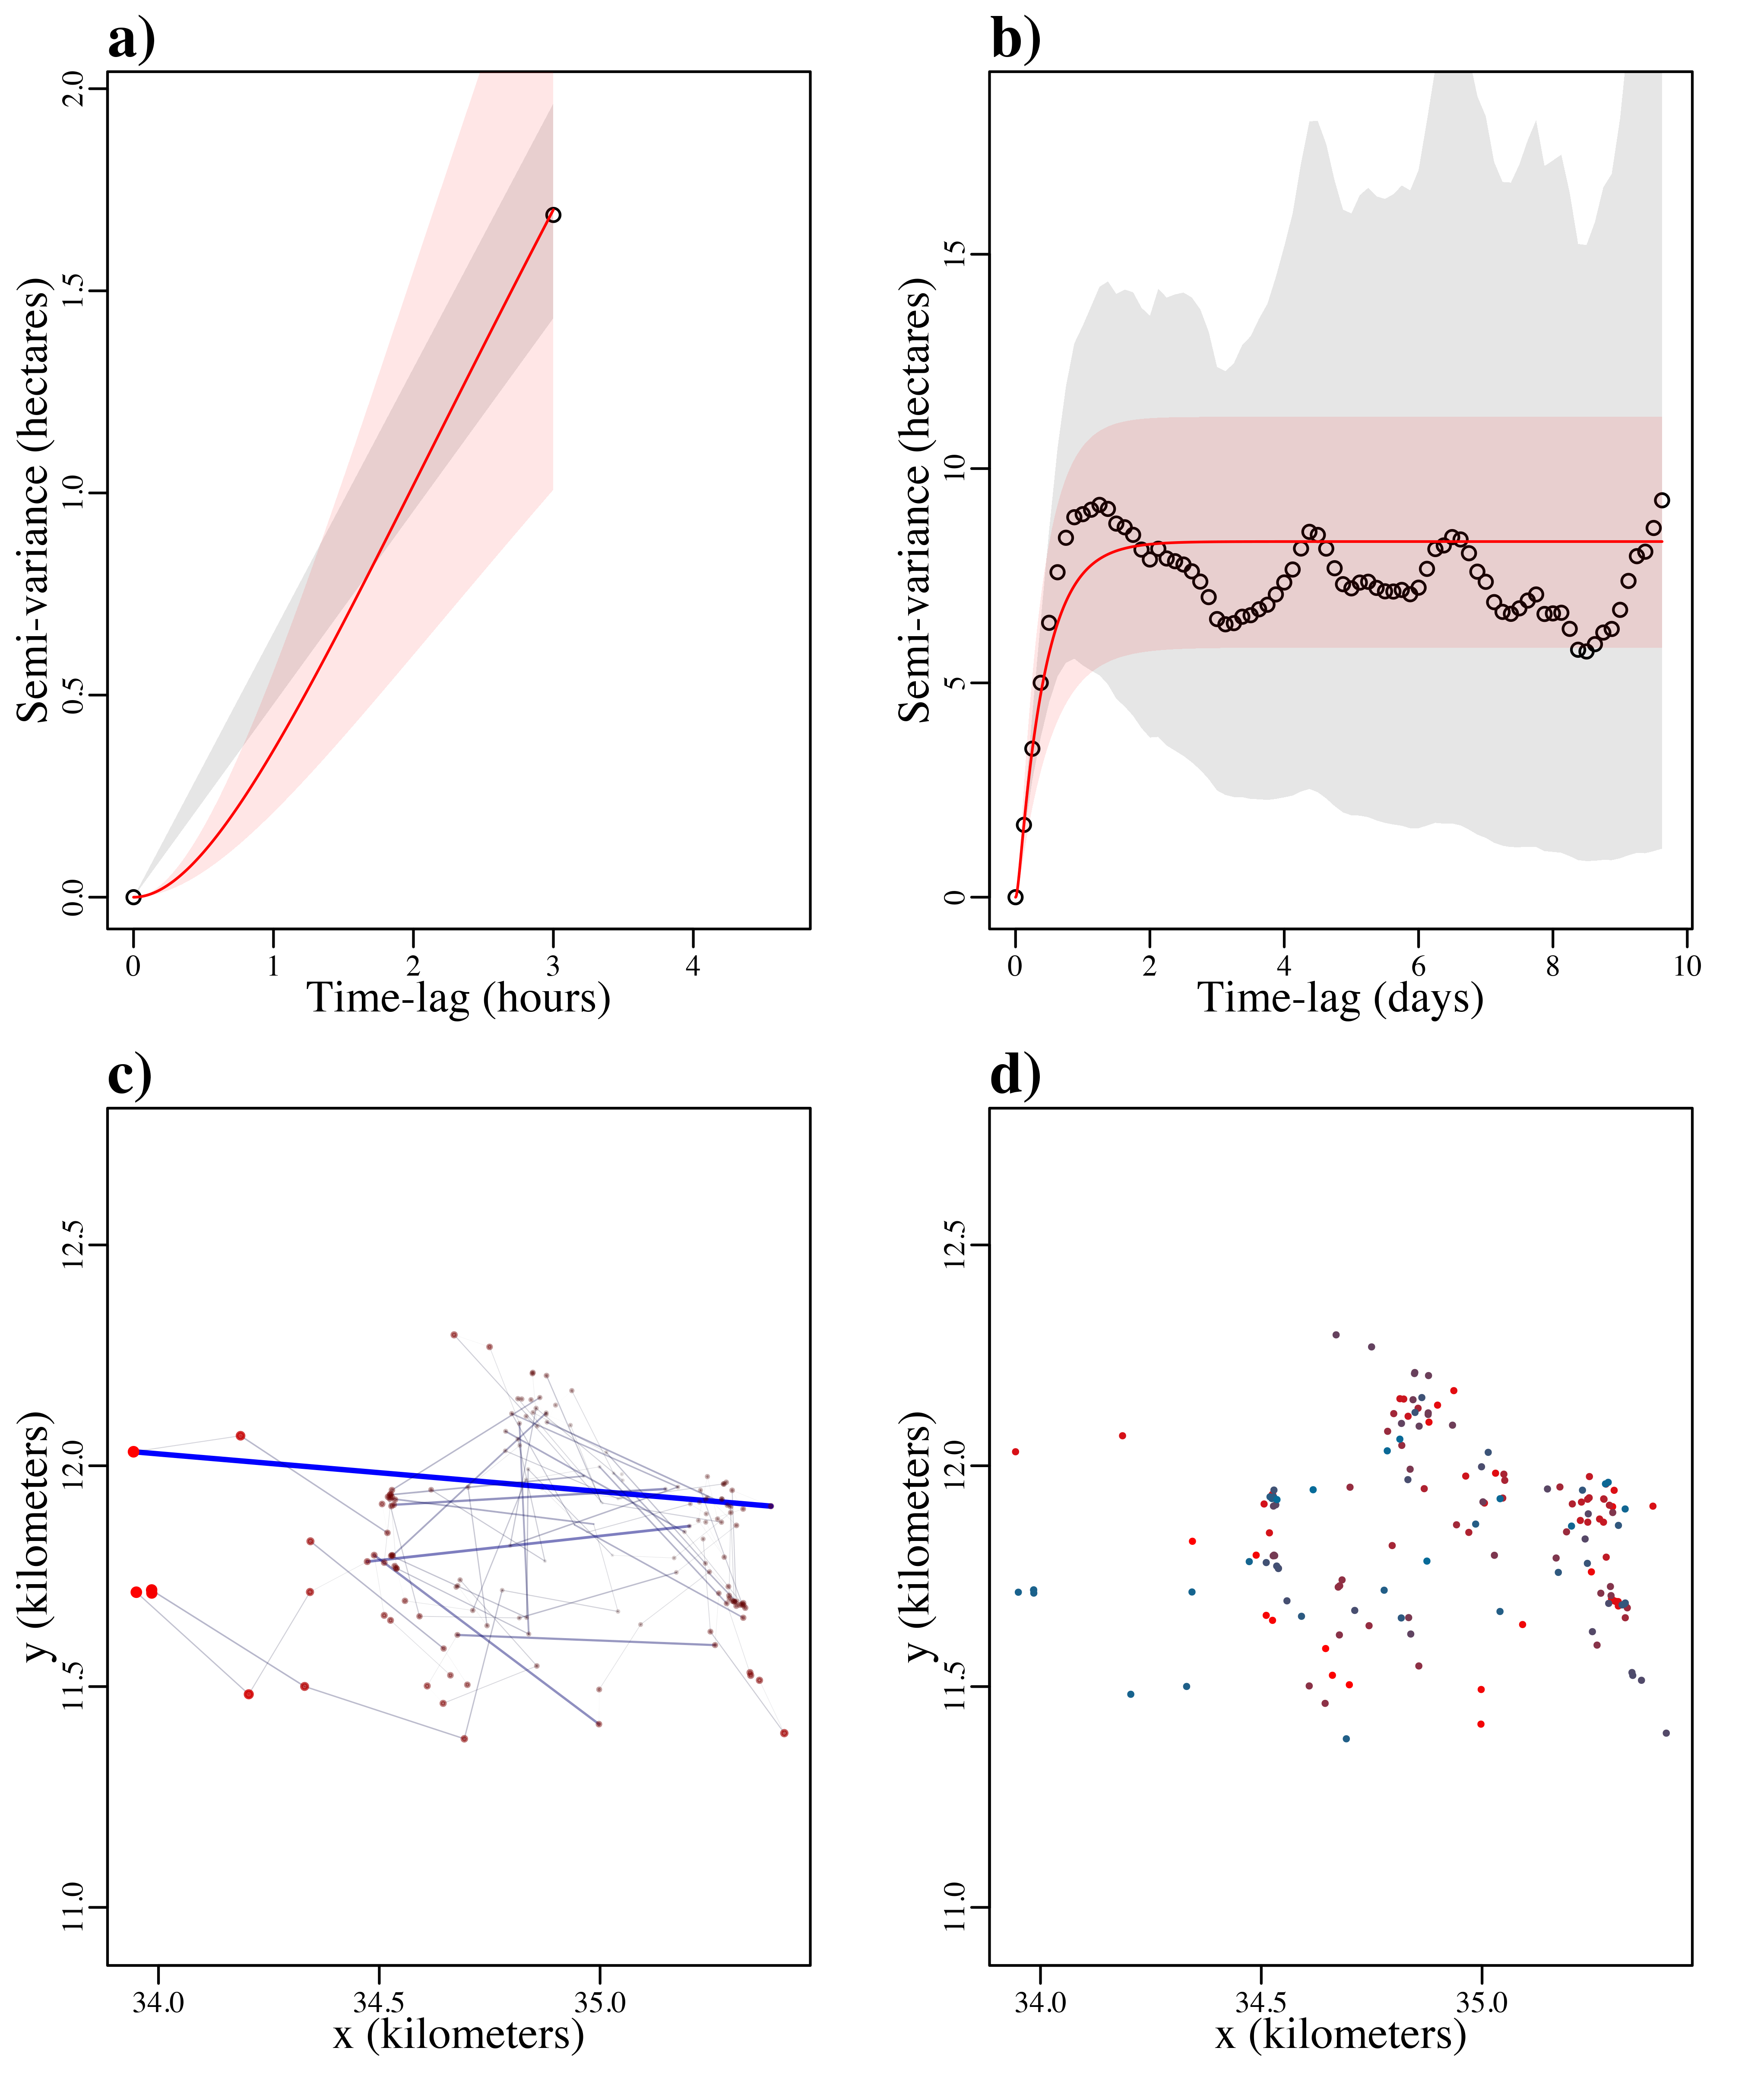 a)
Semi-variance (hectares)
2.0
1.5
1.0
0.5
0.0
0 1 2 3 4
Time-lag (hours)
b)
Semi-variance (hectares)
15
10
5
0
0 2 4 6 8 10
Time-lag (days)
c)
y (kilometers)
12.5
12.0
11.5
11.0
34.0 34.5 35.0
x (kilometers)
d)
y (kilometers)
12.5
12.0
11.5
11.0
34.0 34.5 35.0
x (kilometers)